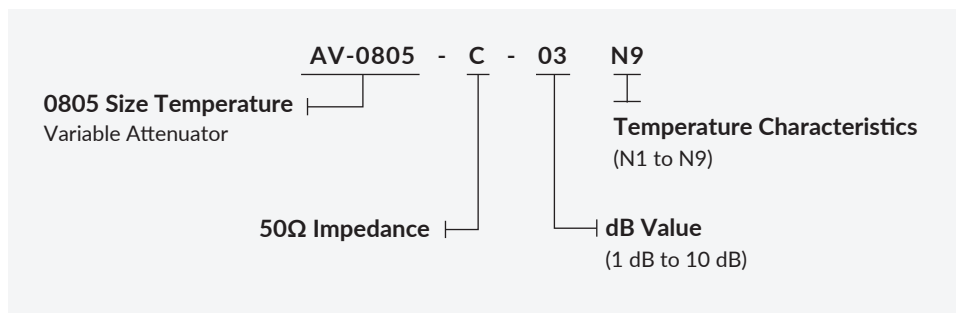 AV-0805 - C - 03 N9
0805 Size Temperature
Variable Attenuator
Temperature Characteristics
(N1 to N9)
50Ω Impedance
dB Value
(1 dB to 10 dB)